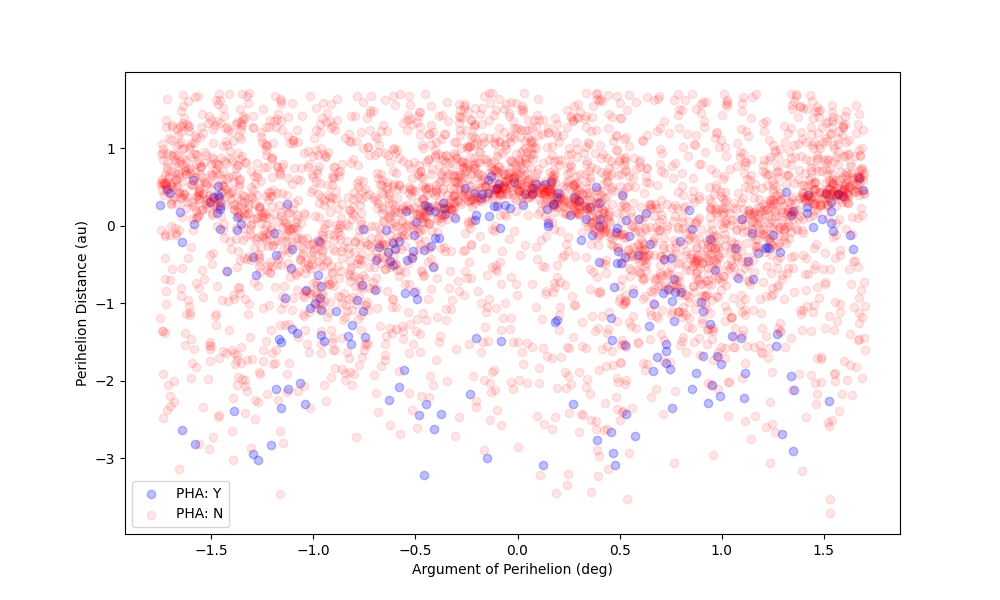 1
0
−1
−2
−3
Perihelion Distance (au)
PHA: Y
PHA: N
−1.5 −1.0 −0.5 0.0 0.5 1.0 1.5
Argument of Perihelion (deg)